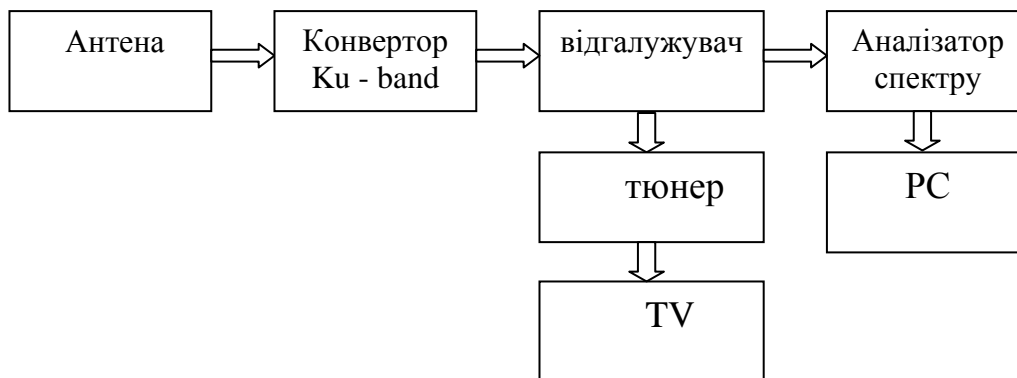 Антена
Конвертор
Ku - band
відгалужувач
Аналізатор
спектру
тюнер
PC
TV